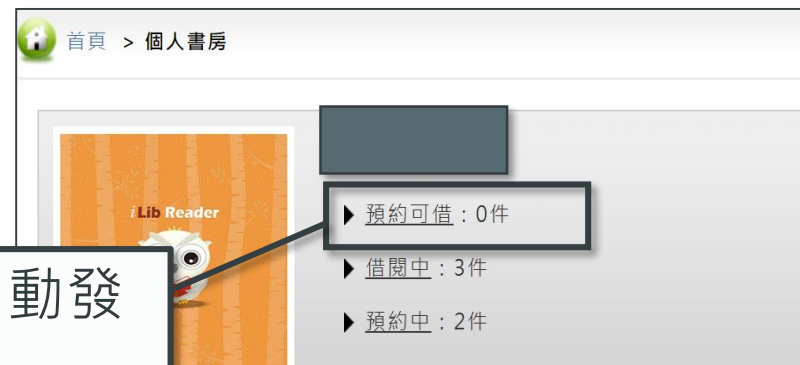 首頁 > 個人書房
iLib Reader
預約可借：0件
借閱中：3件
預約中：2件
動發